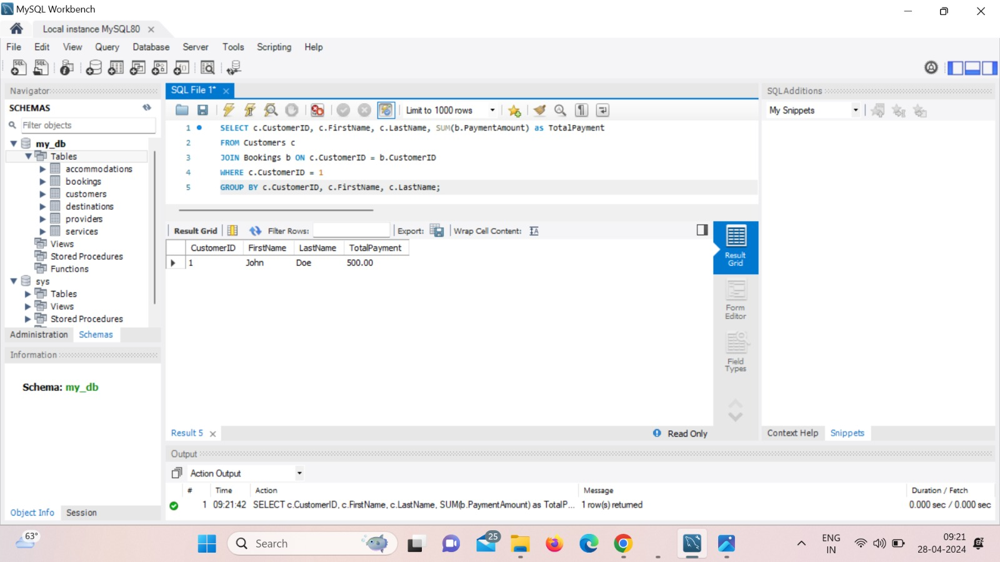 MySQL Workbench
Local instance MySQL80
File Edit View Query Database Server Tools Scripting Help
Navigator
SCHEMAS
Filter objects
my_db
Tables
accommodations
bookings
customers
destinations
providers
services
Views
Stored Procedures
Functions
sys
Tables
Views
Stored Procedures
Administration Schemas
Information
Schema: my_db
Object Info Session
SQL File 1*
Limit to 1000 rows
1 SELECT c.CustomerID, c.FirstName, c.LastName, SUM(b.PaymentAmount) as TotalPayment
2 FROM Customers c
3 JOIN Bookings b ON c.CustomerID = b.CustomerID
4 WHERE c.CustomerID = 1
5 GROUP BY c.CustomerID, c.FirstName, c.LastName;
Result Grid Filter Rows: Export: Wrap Cell Content:
CustomerID FirstName LastName TotalPayment
1 John Doe 500.00
Result Grid
Form Editor
Field Types
Result 5 Read Only
SQLAdditions
My Snippets
Context Help Snippets
Output
Action Output
# Time Action Message Duration / Fetch
1 09:21:42 SELECT c.CustomerID, c.FirstName, c.LastName, SUM(b.PaymentAmount) as TotalP... 1 row(s) returned 0.000 sec / 0.000 sec
63°
Search
25
ENG
IN
09:21
28-04-2024